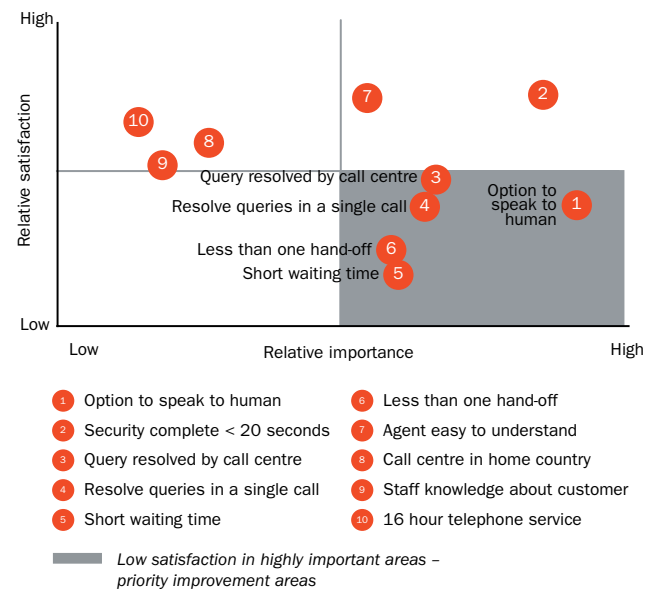 High
Relative satisfaction
7
2
10
8
9
Query resolved by call centre
3
Option to
speak to
human
1
Resolve queries in a single call
4
Less than one hand-off
6
Short waiting time
5
Low
Low
Relative importance
High
1 Option to speak to human
2 Security complete < 20 seconds
3 Query resolved by call centre
4 Resolve queries in a single call
5 Short waiting time
6 Less than one hand-off
7 Agent easy to understand
8 Call centre in home country
9 Staff knowledge about customer
10 16 hour telephone service
Low satisfaction in highly important areas –
priority improvement areas